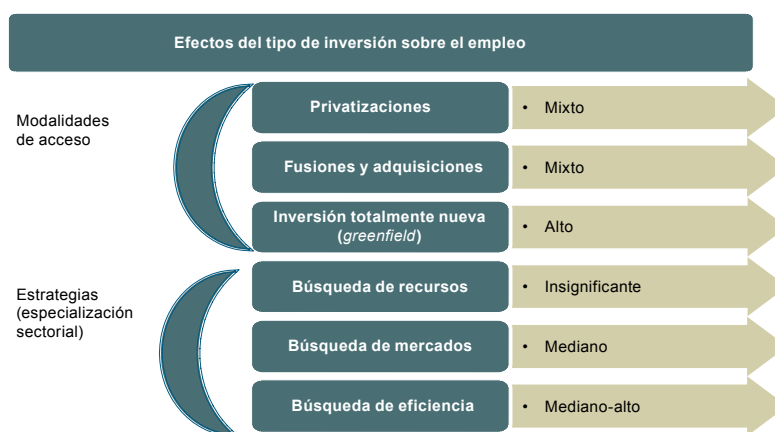 Efectos del tipo de inversión sobre el empleo
Modalidades
de acceso
Privatizaciones
• Mixto
Fusiones y adquisiciones
• Mixto
Inversión totalmente nueva
(greenfield)
• Alto
Estrategias
(especialización
sectorial)
Búsqueda de recursos
• Insignificante
Búsqueda de mercados
• Mediano
Búsqueda de eficiencia
• Mediano-alto